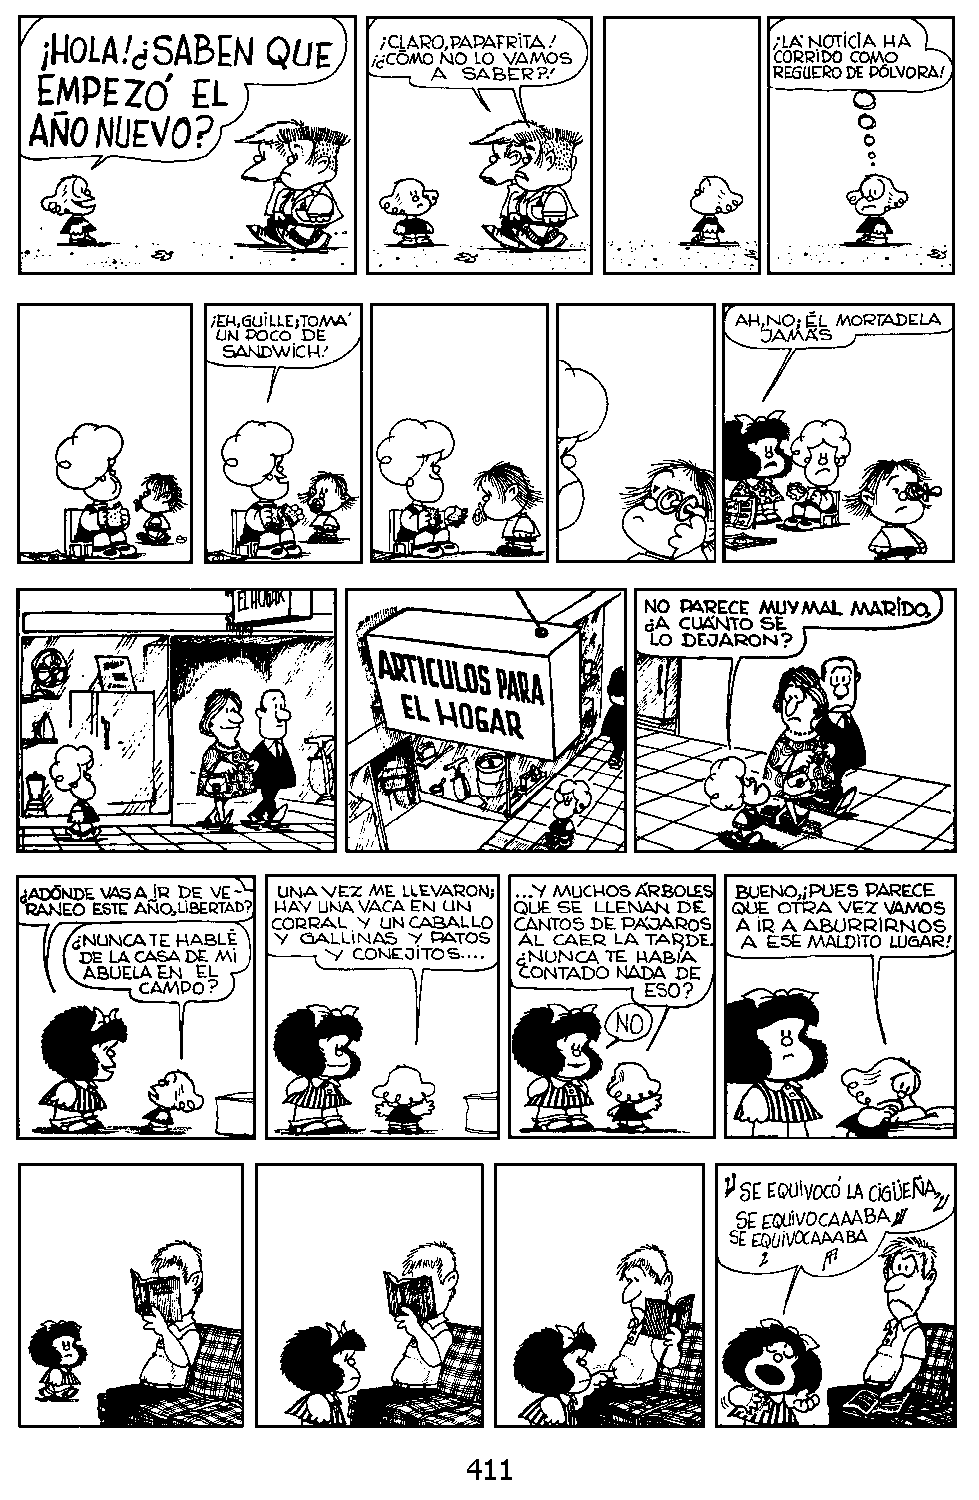 ¡HOLA!¿SABEN QUE
EMPEZÓ EL
AÑO NUEVO?
¡CLARO, PAPAFRITA!
¡¿CÓMO NO LO VAMOS
A SABER?!
¡LA NOTICIA HA
CORRIDO COMO
REGUERO DE PÓLVORA!
¡EH, GUILLE; TOMÁ
UN POCO DE
SANDWICH!
AH, NO; ÉL MORTADELA
JAMÁS
EL HOGAR
ARTICULOS PARA
EL HOGAR
NO PARECE MUY MAL MARIDO,
¿A CUÁNTO SE
LO DEJARON?
¿ADÓNDE VAS A IR DE VE-
RANEO ESTE AÑO, LIBERTAD?
¿NUNCA TE HABLÉ
DE LA CASA DE MI
ABUELA EN EL
CAMPO?
UNA VEZ ME LLEVARON;
HAY UNA VACA EN UN
CORRAL Y UN CABALLO
Y GALLINAS Y PATOS
Y CONEJITOS....
...Y MUCHOS ÁRBOLES
QUE SE LLENAN DE
CANTOS DE PÁJAROS
AL CAER LA TARDE.
¿NUNCA TE HABÍA
CONTADO NADA DE
ESO?
NO
BUENO, ¡PUES PARECE
QUE OTRA VEZ VAMOS
A IR A ABURRIRNOS
A ESE MALDITO LUGAR!
SE EQUIVOCÓ LA CIGÜEÑA,
SE EQUIVOCAAABA
SE EQUIVOCAAABA
411